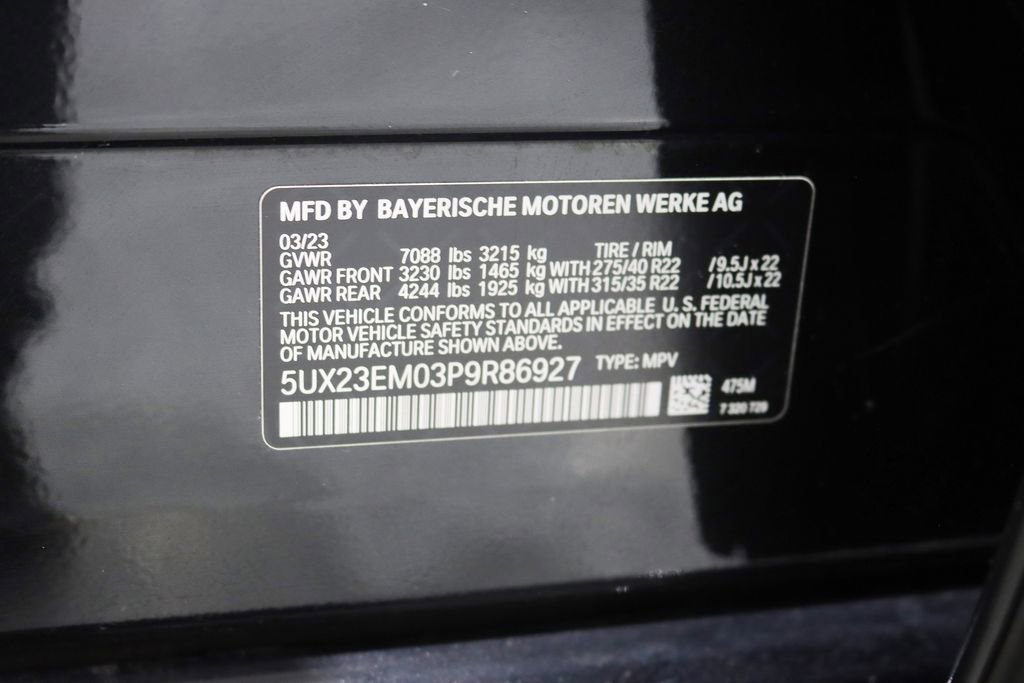 MFD BY BAYERISCHE MOTOREN WERKE AG
03/23 TIRE / RIM
GVWR 7088 lbs 3215 kg
GAWR FRONT 3230 lbs 1465 kg WITH 275/40 R22 /9.5J x 22
GAWR REAR 4244 lbs 1925 kg WITH 315/35 R22 /10.5J x 22
THIS VEHICLE CONFORMS TO ALL APPLICABLE U.S. FEDERAL
MOTOR VEHICLE SAFETY STANDARDS IN EFFECT ON THE DATE
OF MANUFACTURE SHOWN ABOVE.
5UX23EM03P9R86927 TYPE: MPV
475M
7 320 729